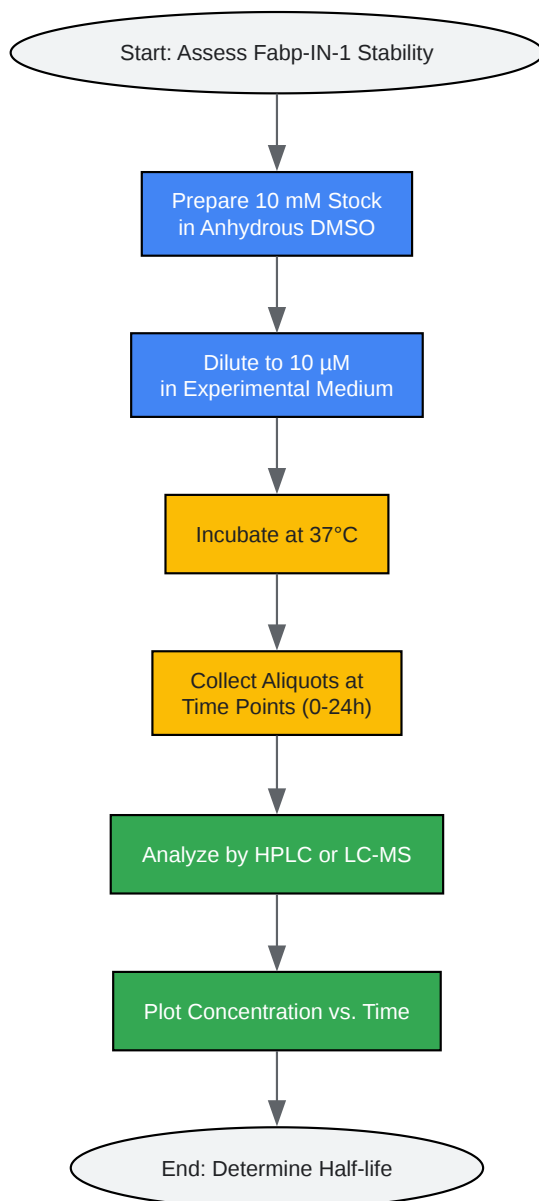 Start: Assess Fabp-IN-1 Stability
Prepare 10 mM Stock
in Anhydrous DMSO
Dilute to 10 µM
in Experimental Medium
Incubate at 37°C
Collect Aliquots at
Time Points (0-24h)
Analyze by HPLC or LC-MS
Plot Concentration vs. Time
End: Determine Half-life